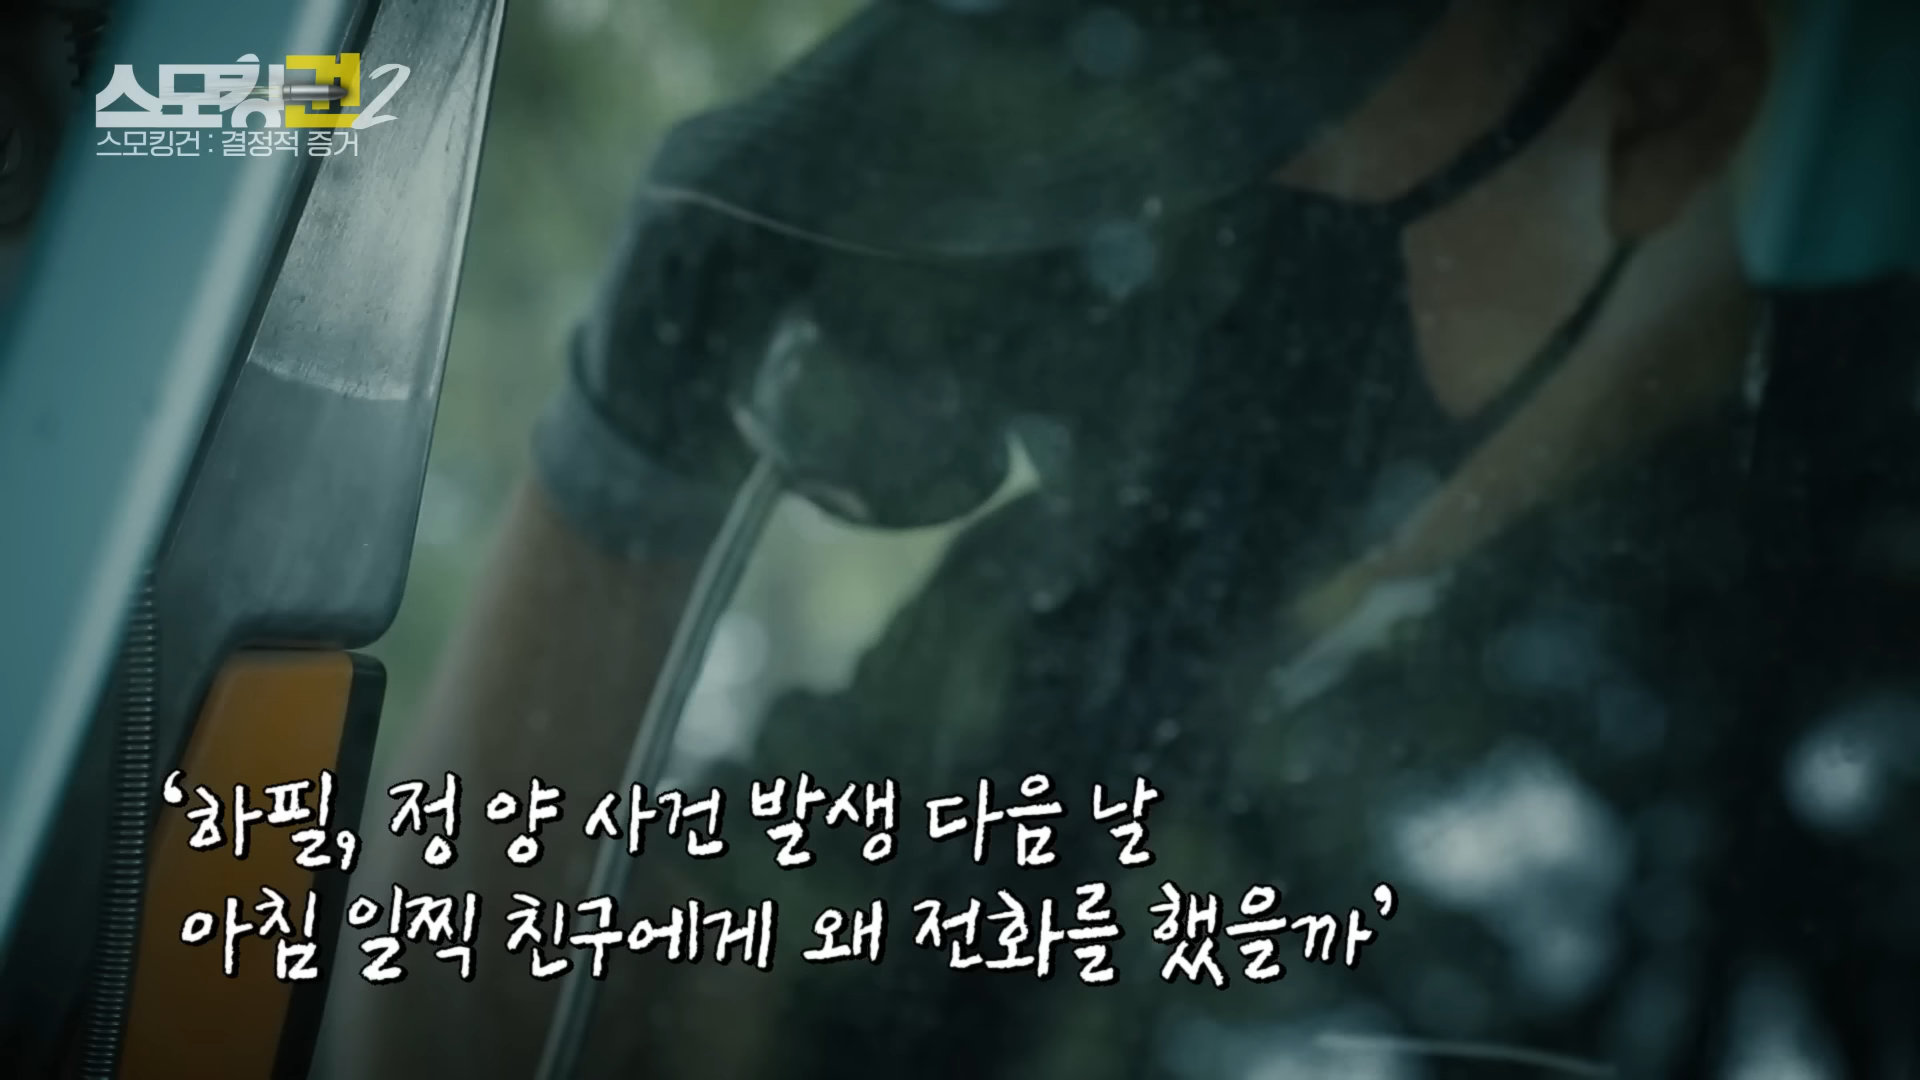 스모킹건2
스모킹건 : 결정적 증거
‘하필, 정 양 사건 발생 다음 날
아침 일찍 친구에게 왜 전화를 했을까’